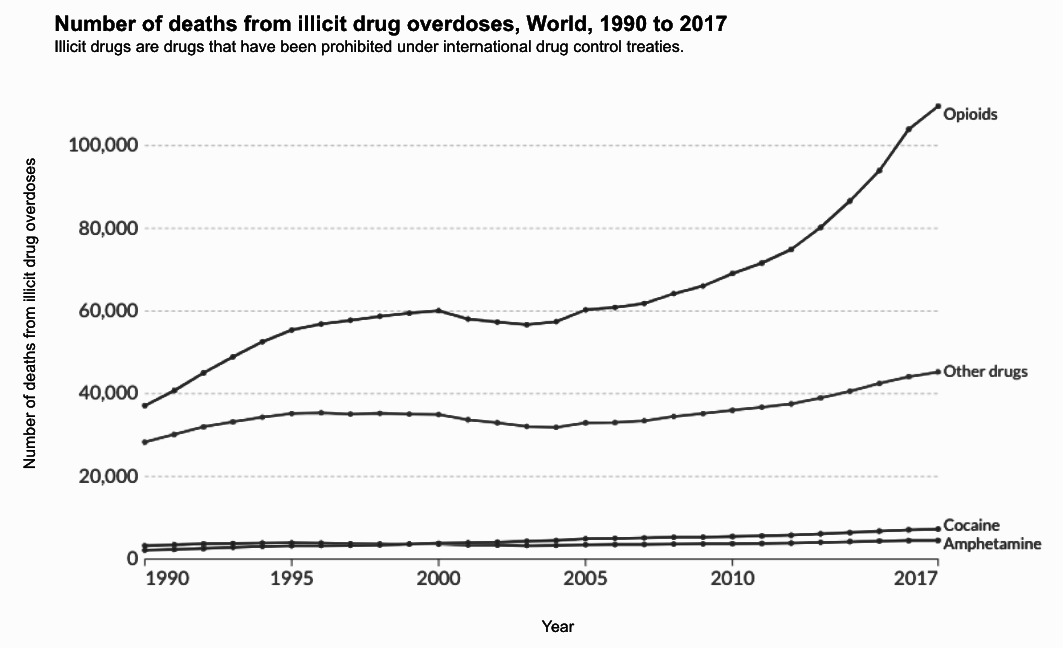 Number of deaths from illicit drug overdoses, World, 1990 to 2017
Illicit drugs are drugs that have been prohibited under international drug control treaties.
Number of deaths from illicit drug overdoses
100,000
80,000
60,000
40,000
20,000
0
Opioids
Other drugs
Cocaine
Amphetamine
1990 1995 2000 2005 2010 2017
Year